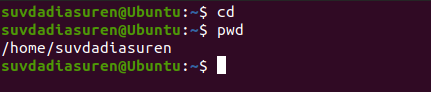 suvdadiasuren@Ubuntu:~$ cd
suvdadiasuren@Ubuntu:~$ pwd
/home/suvdadiasuren
suvdadiasuren@Ubuntu:~$